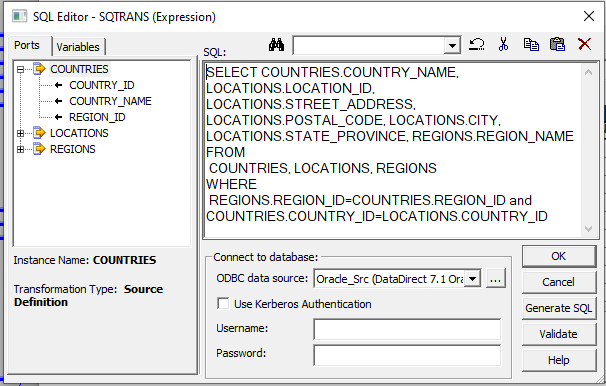 SQL Editor - SQTRANS (Expression)
Ports
Variables
COUNTRIES
COUNTRY_ID
COUNTRY_NAME
REGION_ID
LOCATIONS
REGIONS
Instance Name: COUNTRIES
Transformation Type: Source
Definition
SQL:
SELECT COUNTRIES.COUNTRY_NAME,
LOCATIONS.LOCATION_ID,
LOCATIONS.STREET_ADDRESS,
LOCATIONS.POSTAL_CODE, LOCATIONS.CITY,
LOCATIONS.STATE_PROVINCE, REGIONS.REGION_NAME
FROM
COUNTRIES, LOCATIONS, REGIONS
WHERE
REGIONS.REGION_ID=COUNTRIES.REGION_ID and
COUNTRIES.COUNTRY_ID=LOCATIONS.COUNTRY_ID
Connect to database:
ODBC data source:
Oracle_Src (DataDirect 7.1 Ora
...
Use Kerberos Authentication
Username:
Password:
OK
Cancel
Generate SQL
Validate
Help